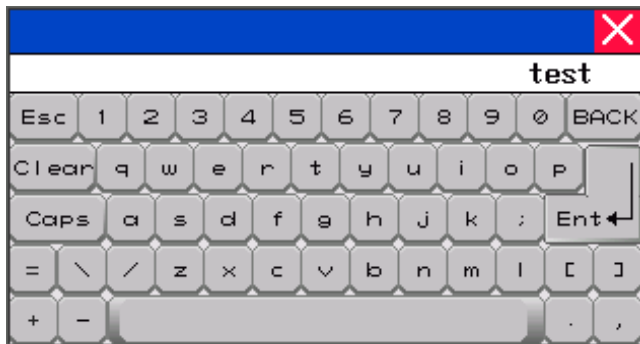 test
Esc 1 2 3 4 5 6 7 8 9 0 BACK
Clear q w e r t y u i o p
Caps a s d f g h j k ; Ent
= \ / z x c v b n m l [ ]
+ - . ,